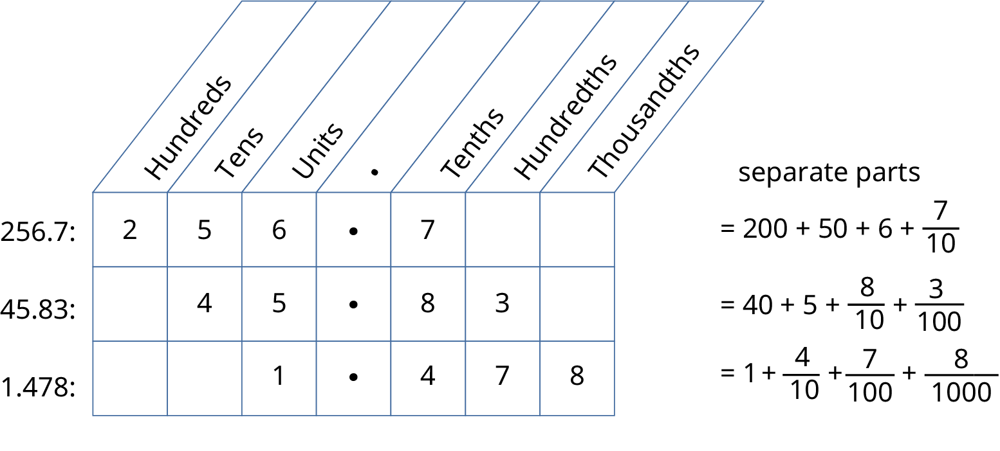 Hundreds Tens Units . Tenths Hundredths Thousandths
separate parts
256.7: 2 5 6 • 7 = 200 + 50 + 6 + 7/10
45.83: 4 5 • 8 3 = 40 + 5 + 8/10 + 3/100
1.478: 1 • 4 7 8 = 1 + 4/10 + 7/100 + 8/1000